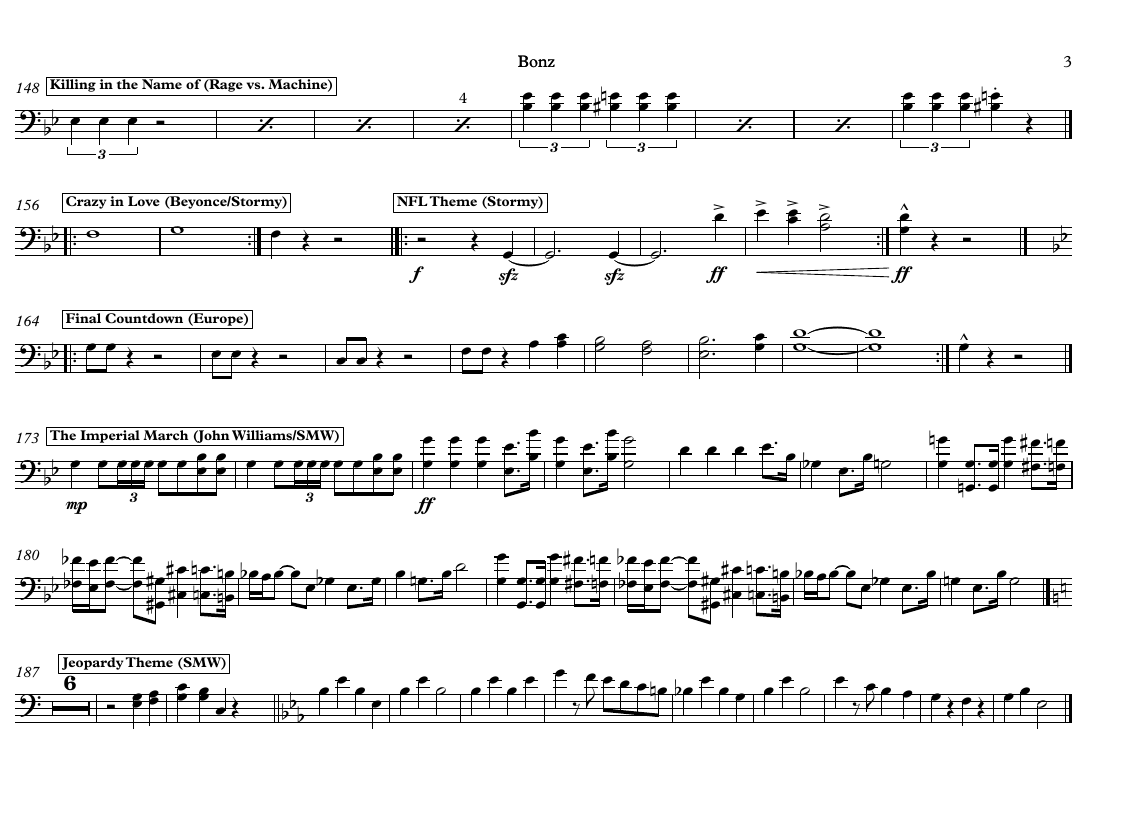 Bonz 3
148 Killing in the Name of (Rage vs. Machine)
4
3 3 3 3
156 Crazy in Love (Beyonce/Stormy) NFL Theme (Stormy)
f sfz sfz ff ff
164 Final Countdown (Europe)
173 The Imperial March (John Williams/SMW)
3 3
mp ff
180
187 Jeopardy Theme (SMW)
6